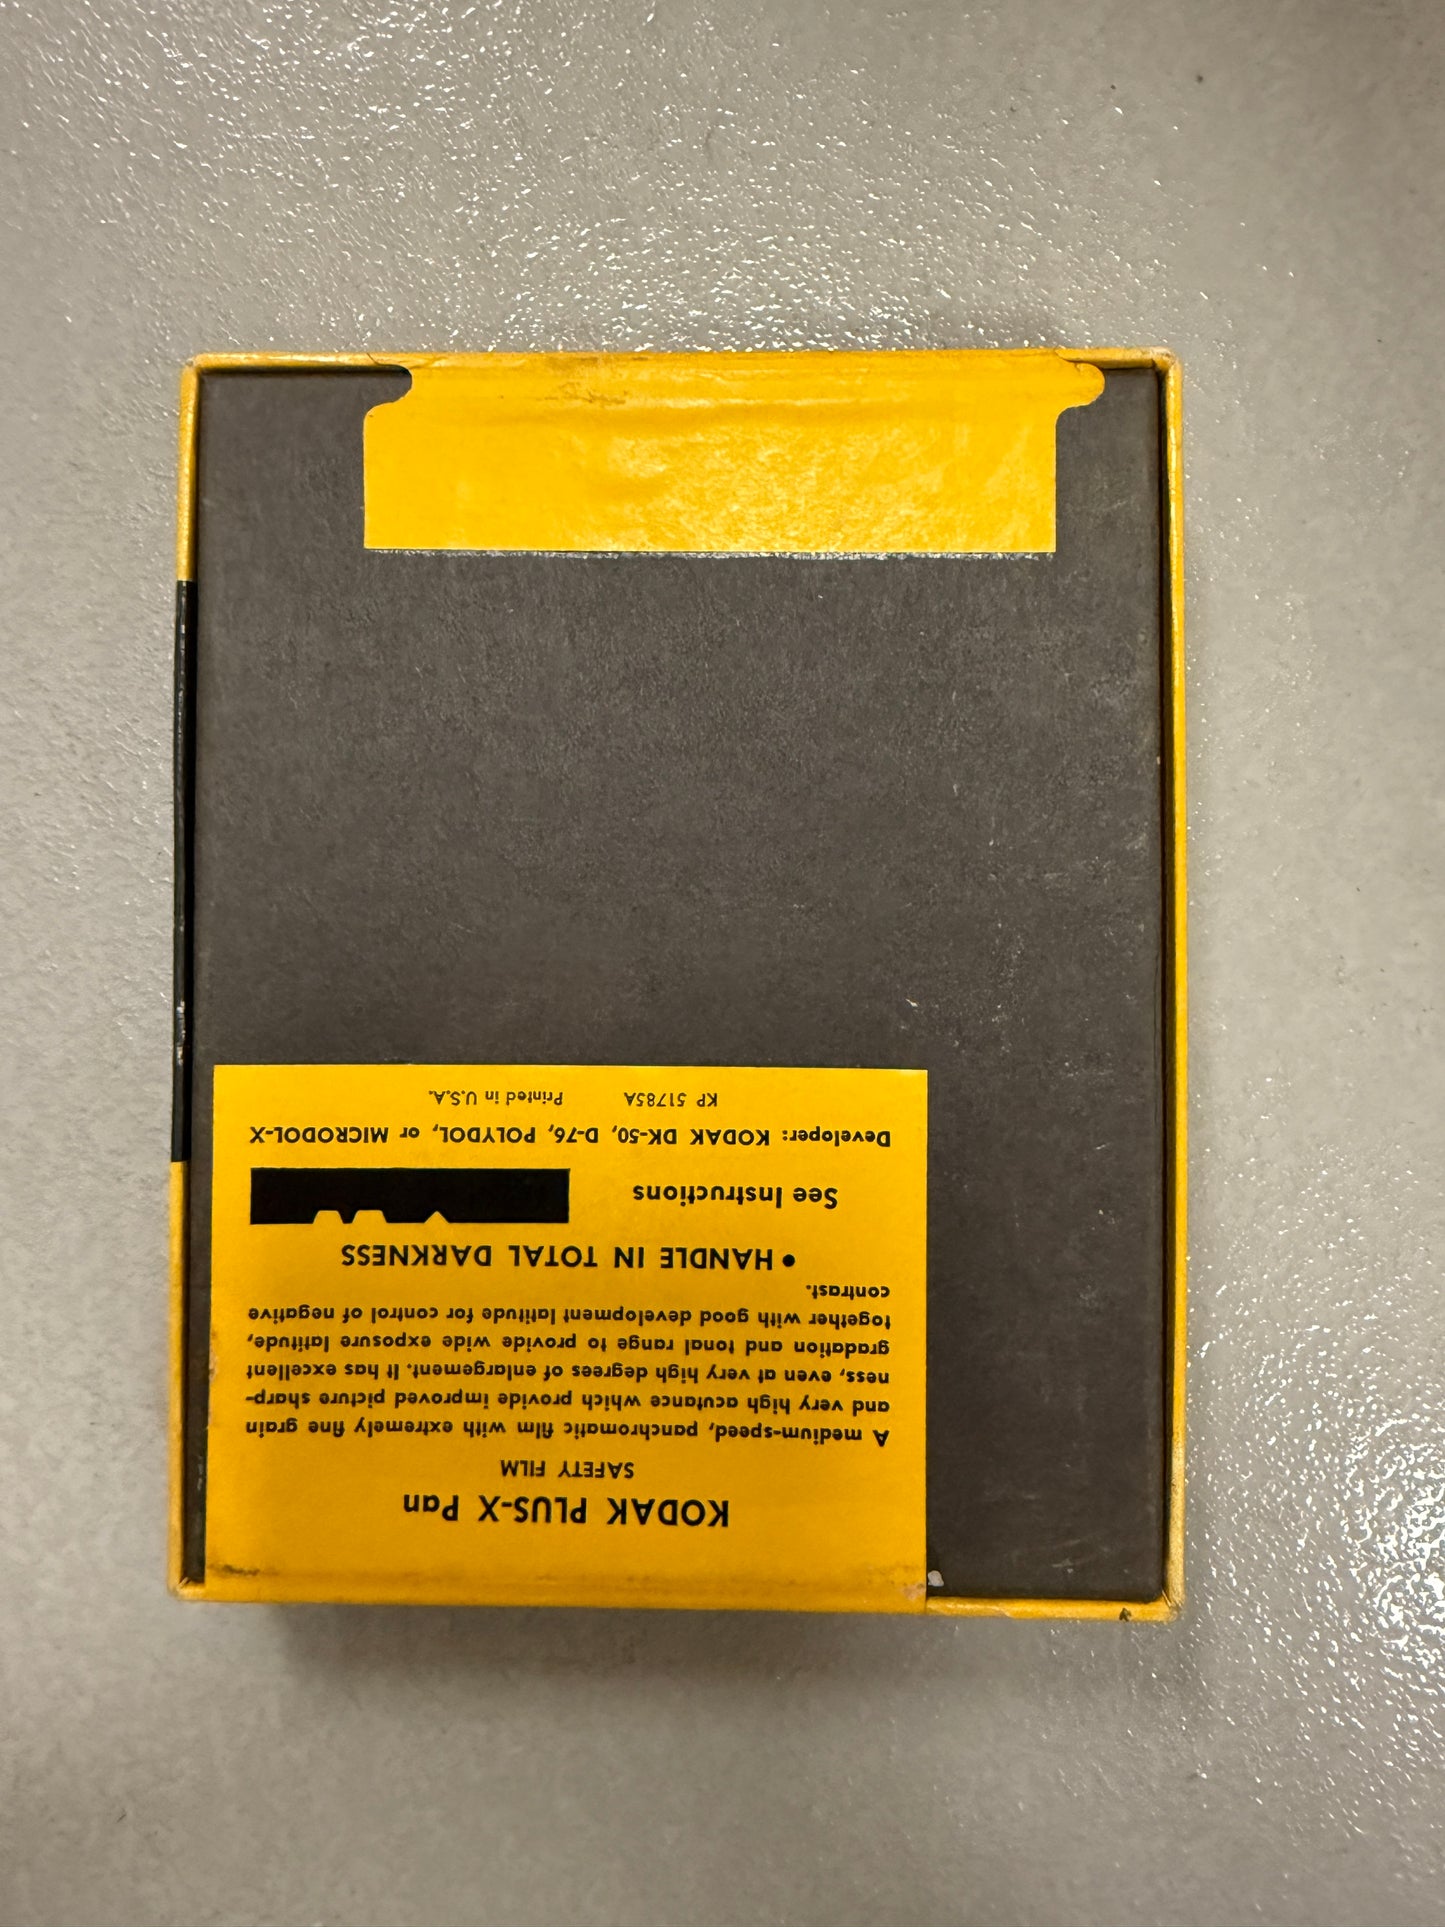 KODAK PLUS-X Pan
SAFETY FILM
A medium-speed, panchromatic film with extremely fine grain
and very high acutance which provide improved picture sharp-
ness, even at very high degrees of enlargement. It has excellent
gradation and tonal range to provide wide exposure latitude,
together with good development latitude for control of negative
contrast.
• HANDLE IN TOTAL DARKNESS
See Instructions
Developer: KODAK DK-50, D-76, POLYDOL, or MICRODOL-X
KP 51785A Printed in U.S.A.